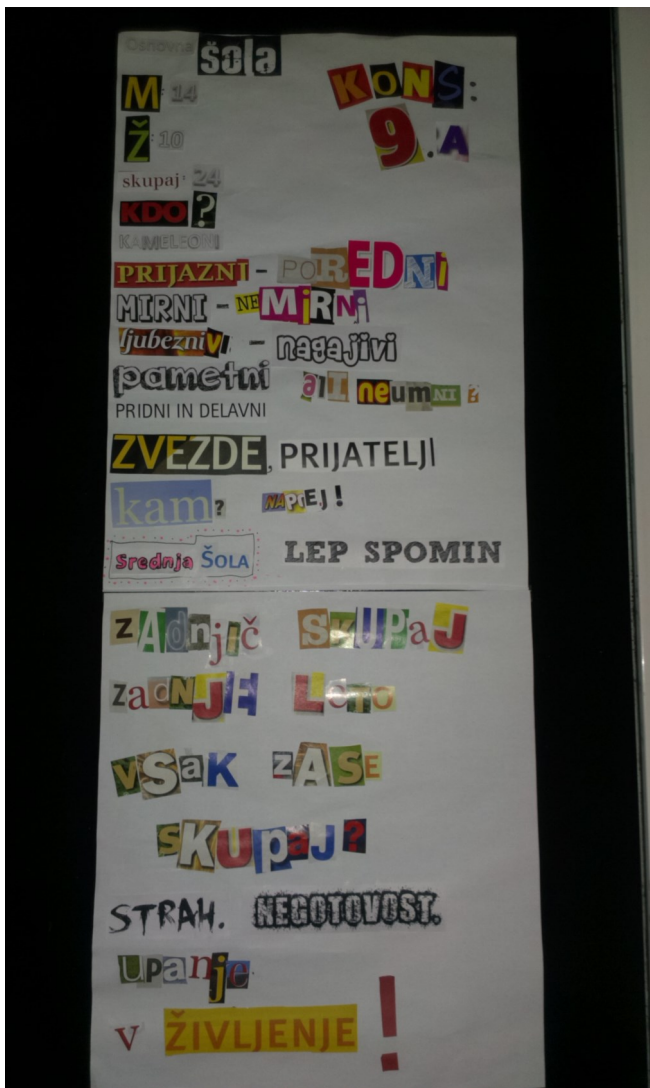 Osnovna šola
KONS:
M: 14
9.A
Ž: 10
skupaj: 24
KDO?
KAMELEONI
PRIJAZNI - POREDNI
MIRNI - NEMiRNi
ljubeznivi, - nagajivi
pametni ali neumni &
PRIDNI IN DELAVNI
ZVEZDE, PRIJATELJI
kam? NAPrEJ!
Srednja ŠOLA LEP SPOMIN
zAdnjič SkUPaJ
zadNJE Leto
vSaK zASE
sKUpaJ?
STRAH. NEGOTOVOST.
upanje
v ŽIVLJENJE!